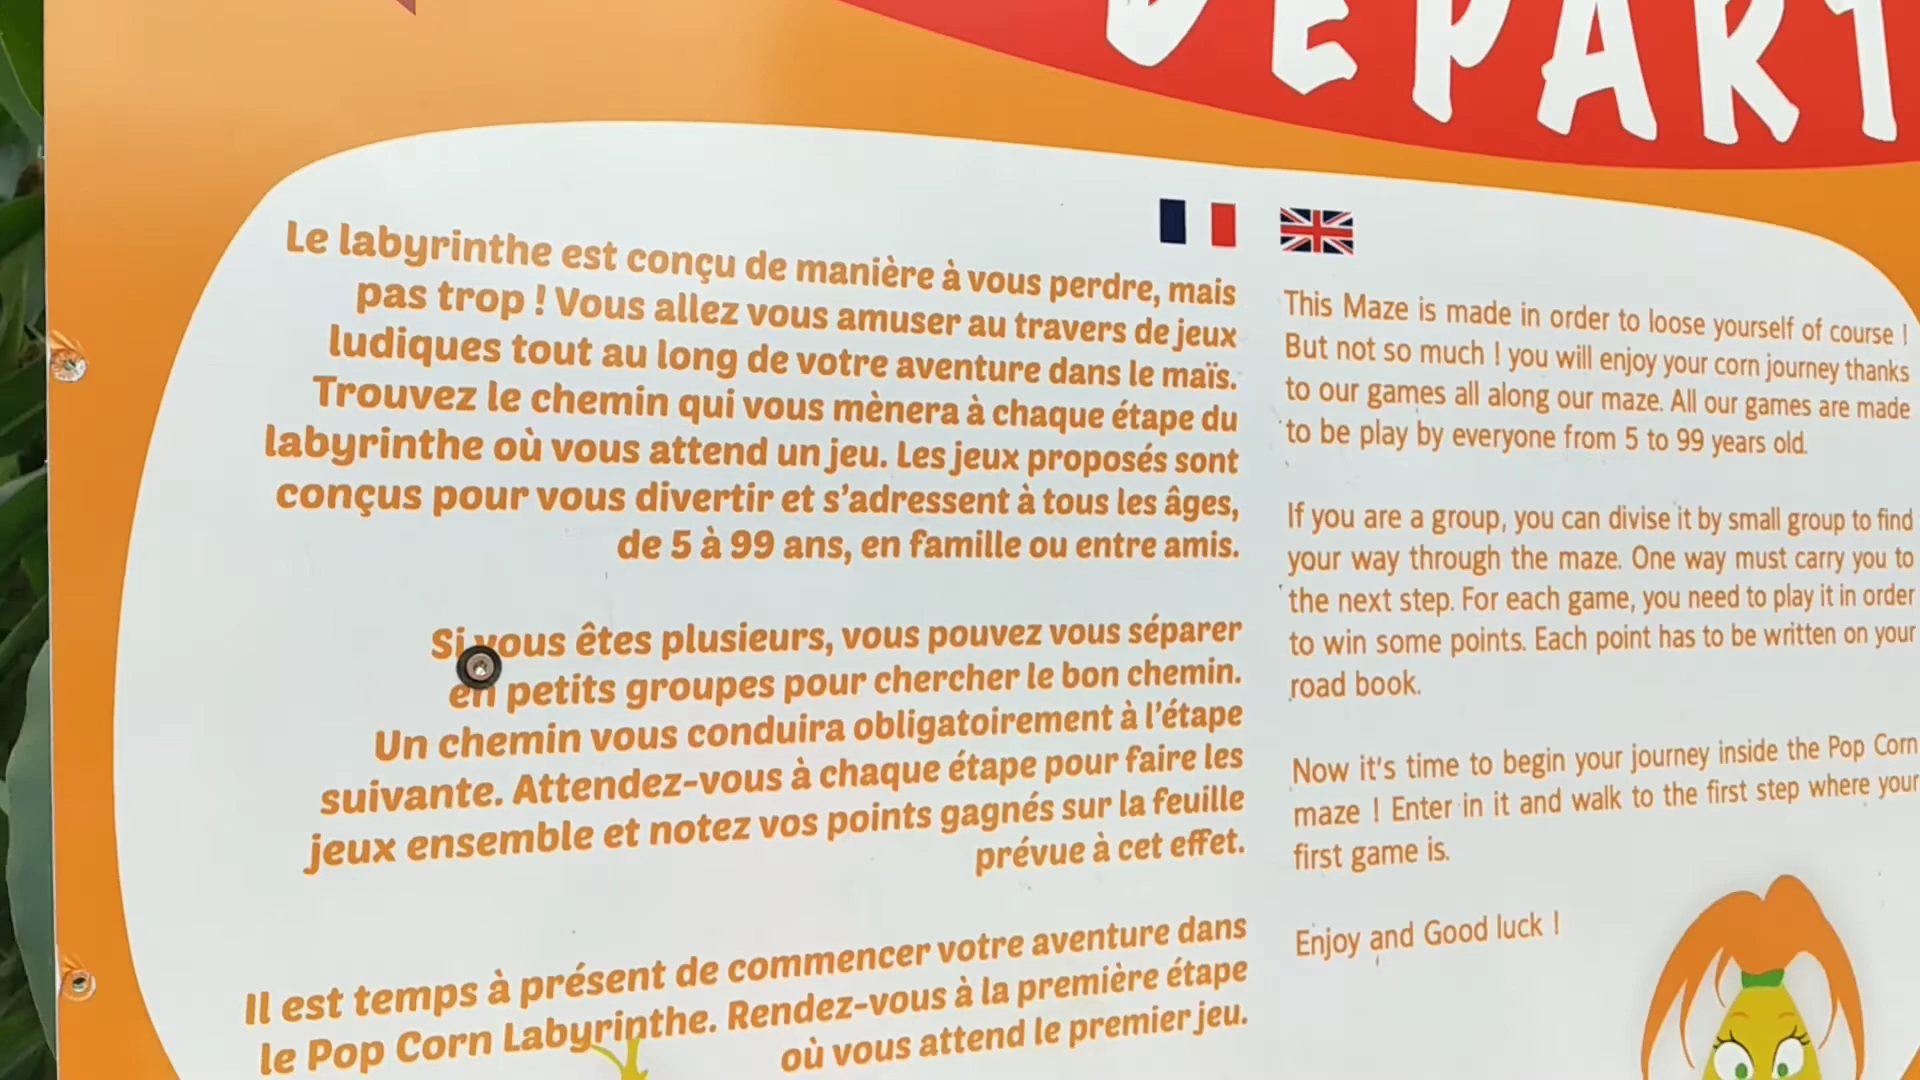 DÉPART
Le labyrinthe est conçu de manière à vous perdre, mais
pas trop ! Vous allez vous amuser au travers de jeux
ludiques tout au long de votre aventure dans le maïs.
Trouvez le chemin qui vous mènera à chaque étape du
labyrinthe où vous attend un jeu. Les jeux proposés sont
conçus pour vous divertir et s'adressent à tous les âges,
de 5 à 99 ans, en famille ou entre amis.
Si vous êtes plusieurs, vous pouvez vous séparer
en petits groupes pour chercher le bon chemin.
Un chemin vous conduira obligatoirement à l'étape
suivante. Attendez-vous à chaque étape pour faire les
jeux ensemble et notez vos points gagnés sur la feuille
prévue à cet effet.
Il est temps à présent de commencer votre aventure dans
le Pop Corn Labyrinthe. Rendez-vous à la première étape
où vous attend le premier jeu.
This Maze is made in order to loose yourself of course !
But not so much ! you will enjoy your corn journey thanks
to our games all along our maze. All our games are made
to be play by everyone from 5 to 99 years old.
If you are a group, you can divise it by small group to find
your way through the maze. One way must carry you to
the next step. For each game, you need to play it in order
to win some points. Each point has to be written on your
road book.
Now it's time to begin your journey inside the Pop Corn
maze ! Enter in it and walk to the first step where your
first game is.
Enjoy and Good luck !